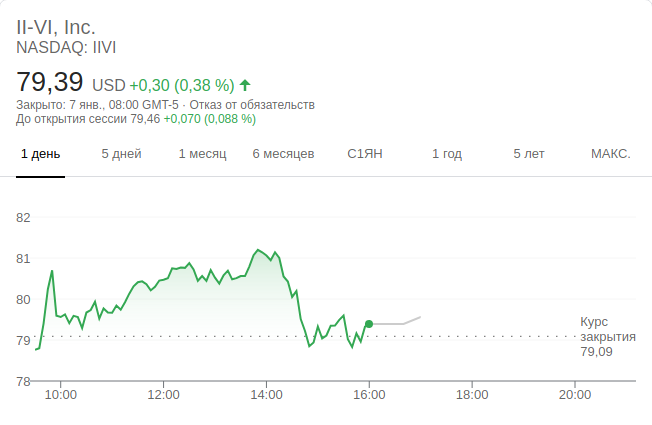 II-VI, Inc.
NASDAQ: IIVI
79,39 USD +0,30 (0,38 %)
Закрыто: 7 янв., 08:00 GMT-5 · Отказ от обязательств
До открытия сессии 79,46 +0,070 (0,088 %)
1 день 5 дней 1 месяц 6 месяцев С1ЯН 1 год 5 лет МАКС.
82
81
80
Курс
закрытия
79,09
79
78
10:00 12:00 14:00 16:00 18:00 20:00